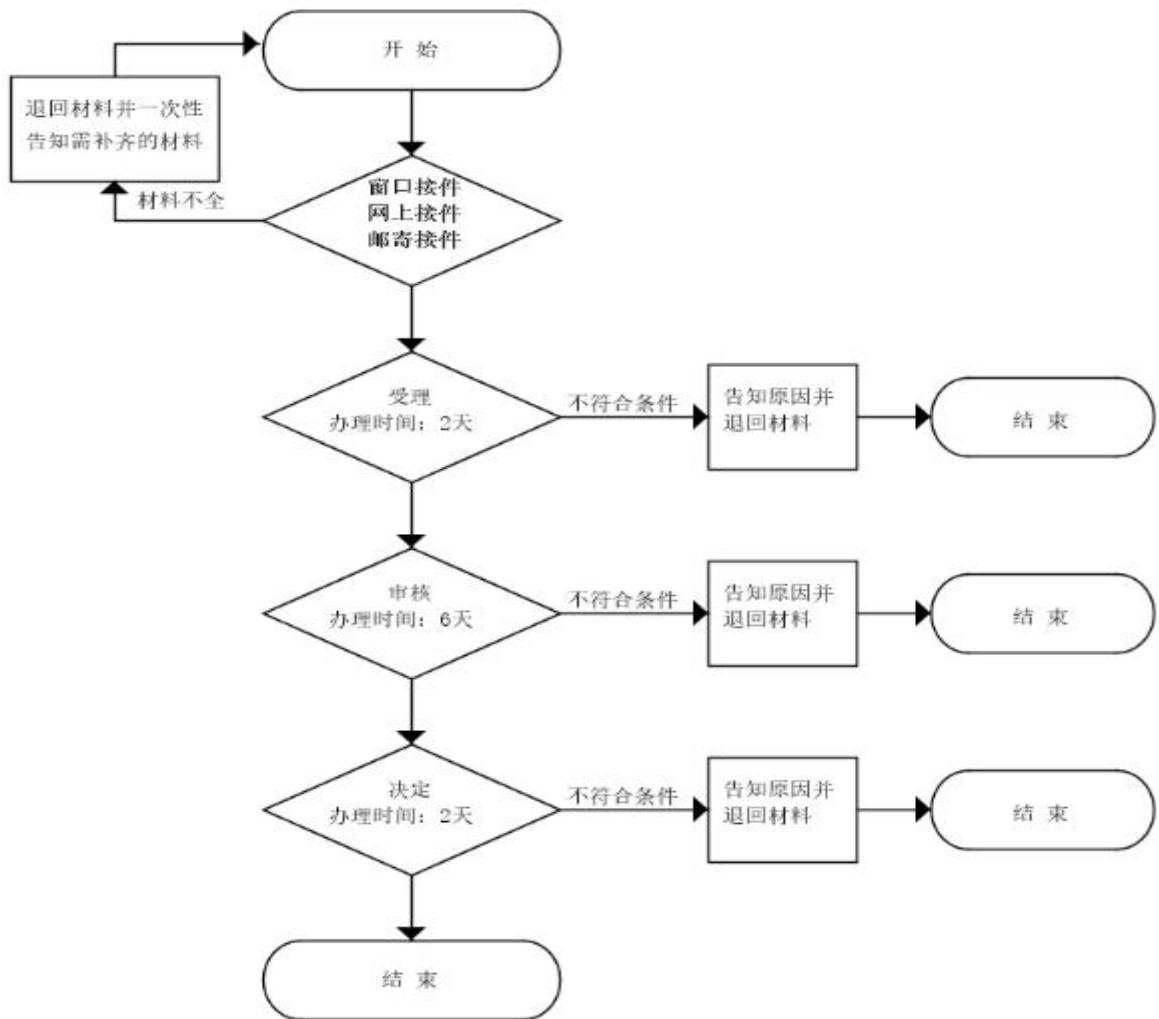 开 始
退回材料并一次性
告知需补齐的材料
材料不全
窗口接件
网上接件
邮寄接件
受理
办理时间：2天
不符合条件
告知原因并
退回材料
结 束
审核
办理时间：6天
不符合条件
告知原因并
退回材料
结 束
决定
办理时间：2天
不符合条件
告知原因并
退回材料
结 束
结 束